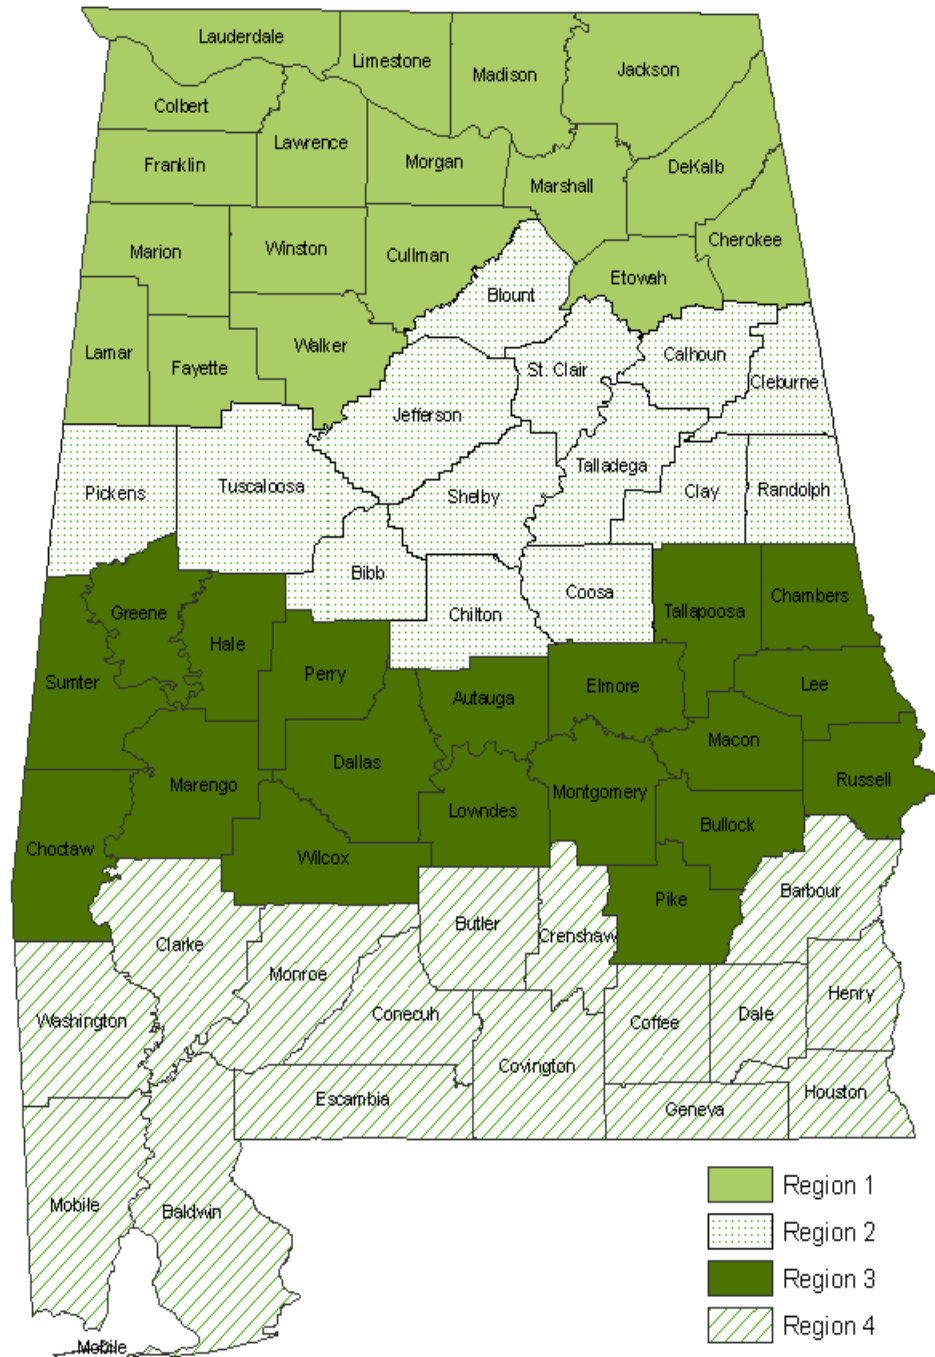 Lauderdale
Limestone
Madison
Jackson
Colbert
Lawrence
Franklin
Morgan
DeKalb
Marshall
Cherokee
Marion
Winston
Cullman
Etowah
Blount
Lamar
Fayette
Walker
St. Clair
Calhoun
Cleburne
Jefferson
Talladega
Pickens
Tuscaloosa
Shelby
Clay
Randolph
Bibb
Coosa
Chilton
Greene
Hale
Tallapoosa
Chambers
Sumter
Perry
Autauga
Elmore
Lee
Macon
Dallas
Marengo
Lowndes
Montgomery
Russell
Bullock
Choctaw
Wilcox
Pike
Barbour
Butler
Crenshaw
Clarke
Monroe
Henry
Washington
Conecuh
Coffee
Dale
Covington
Escambia
Geneva
Houston
Mobile
Baldwin
Mobile
Region 1
Region 2
Region 3
Region 4